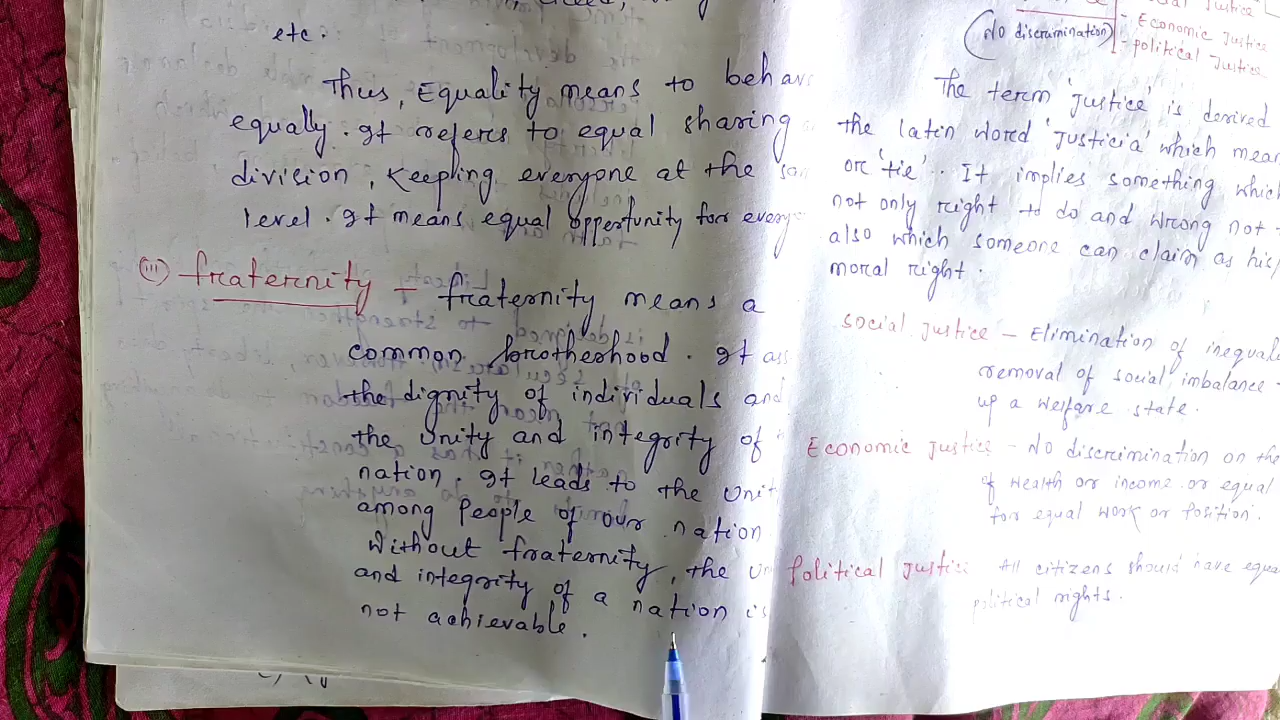 etc.
Thus, Equality means to behav
equally. It refers to equal sharing
division, keeping everyone at the
level. It means equal opportunity for every
(iii) fraternity - fraternity means a
common brotherhood. It ass
the dignity of individuals and
the unity and integrity of
nation. It leads to the unit
among people of our nation
Without fraternity, the
and integrity of a nation is
not achievable.
Justice
- Economic Justice
(No discrimination) - political Justice
The term 'Justice' is derived
the latin word 'Justicia' which mean
or 'tie'. It implies something which
not only right to do and wrong not
also which someone can claim as his/
moral right.
Social Justice - Elimination of inequal
removal of social imbalance
up a welfare state.
Economic Justice - No discrimination on the
of wealth or income or equal
for equal work or position.
Political Justice All citizens should have equa
political rights.